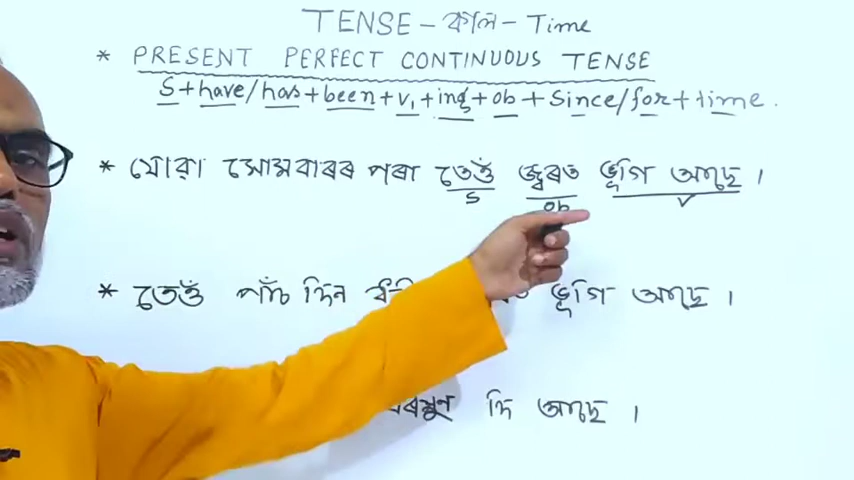 TENSE – কাল – Time
* PRESENT PERFECT CONTINUOUS TENSE
S+have/has+been+v₁+ing+ob+Since/for+time.
* যোৱা সোমবাৰৰ পৰা তেওঁ জ্বৰত ভূগি আছে।
S ob V
* তেওঁ পাঁচ দিন ভূগি আছে।
দি আছে।